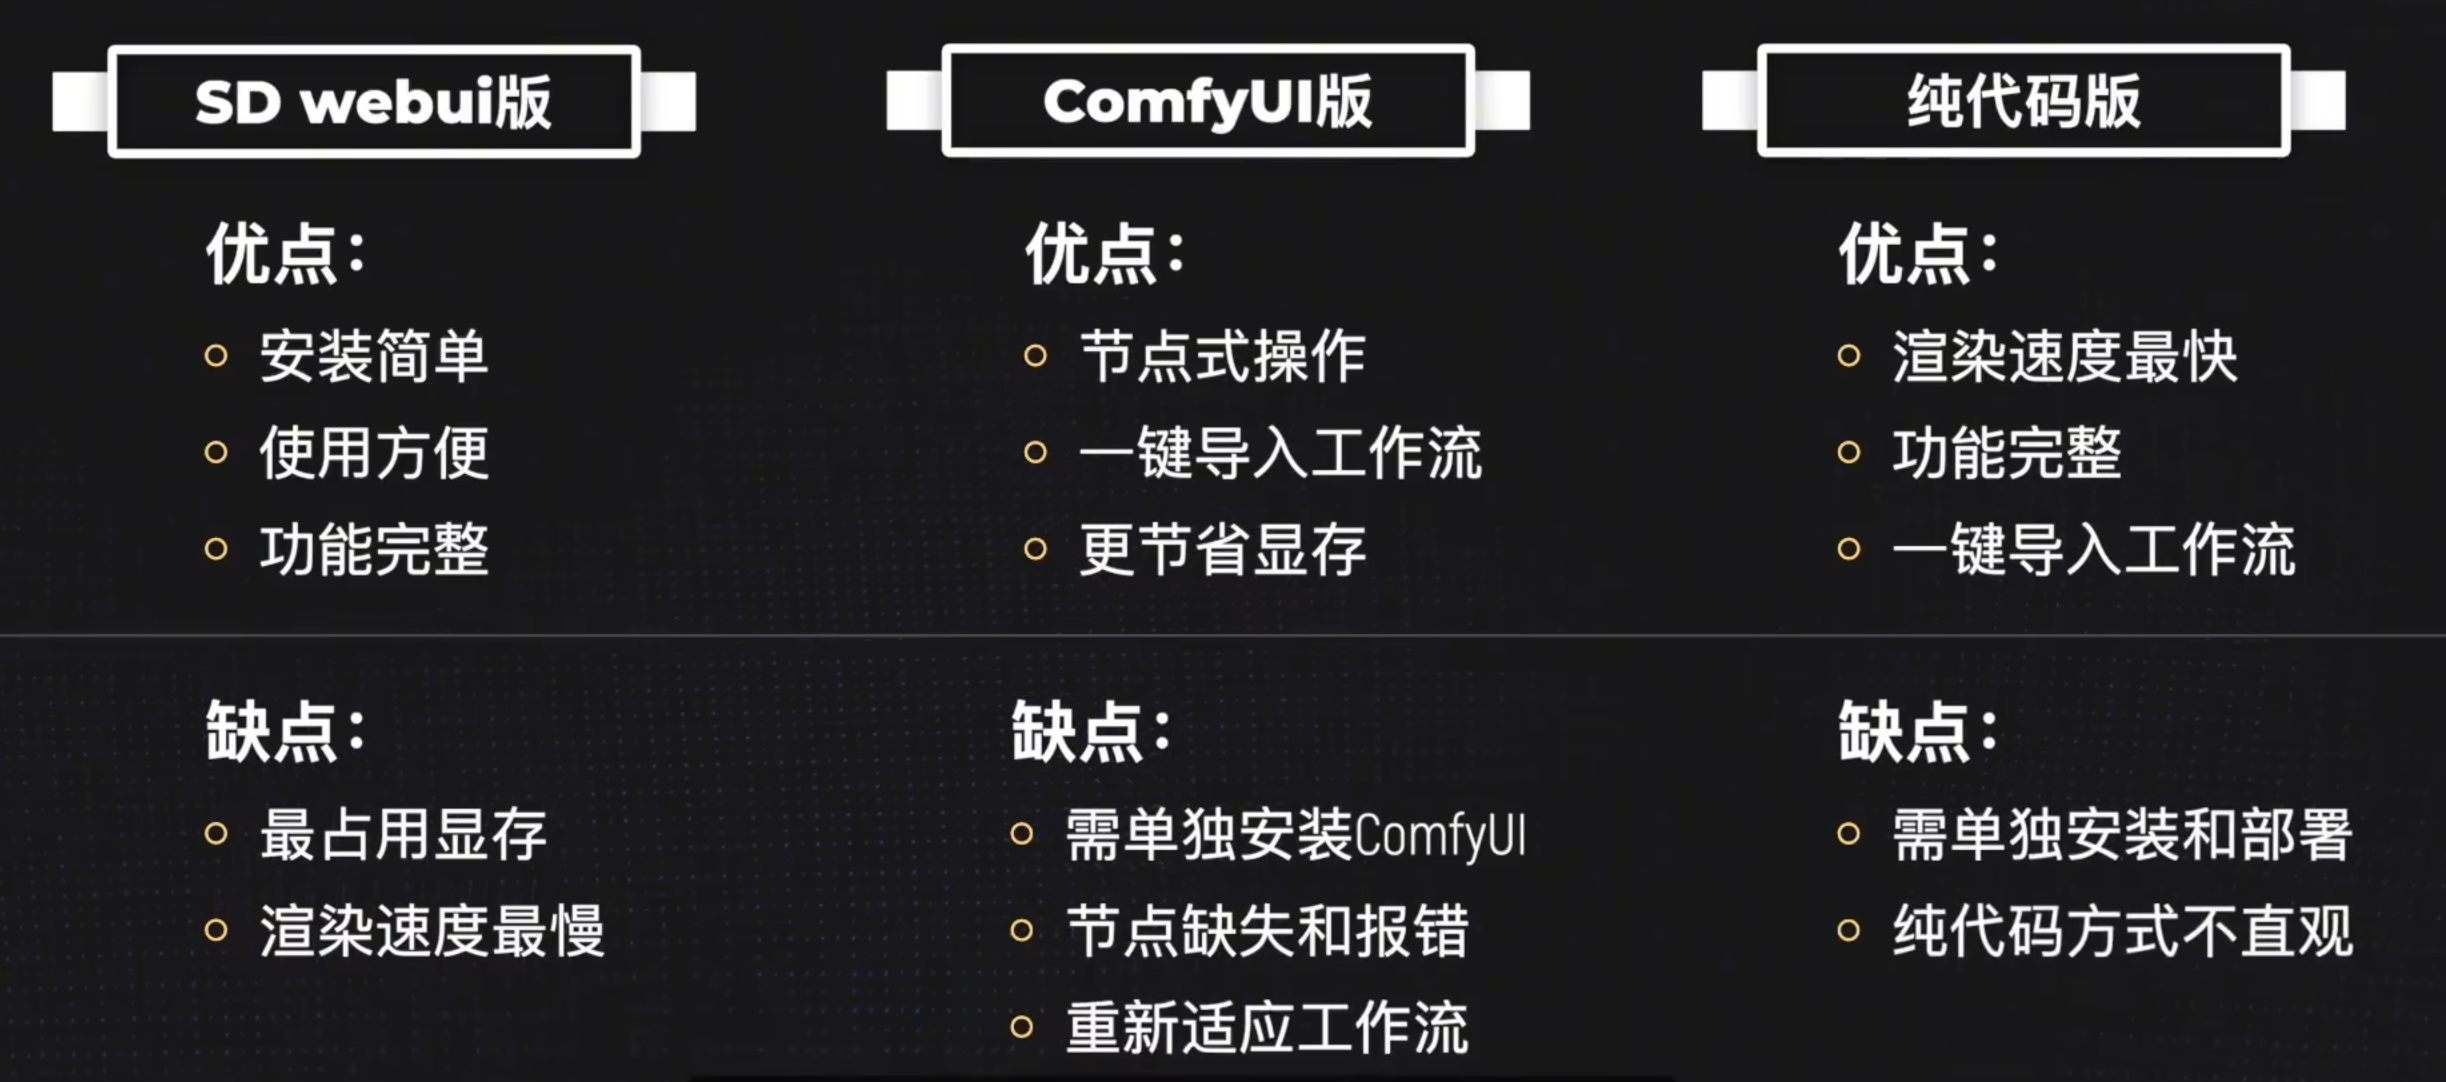 SD webui版
优点：
安装简单
使用方便
功能完整
缺点：
最占用显存
渲染速度最慢
ComfyUI版
优点：
节点式操作
一键导入工作流
更节省显存
缺点：
需单独安装ComfyUI
节点缺失和报错
重新适应工作流
纯代码版
优点：
渲染速度最快
功能完整
一键导入工作流
缺点：
需单独安装和部署
纯代码方式不直观